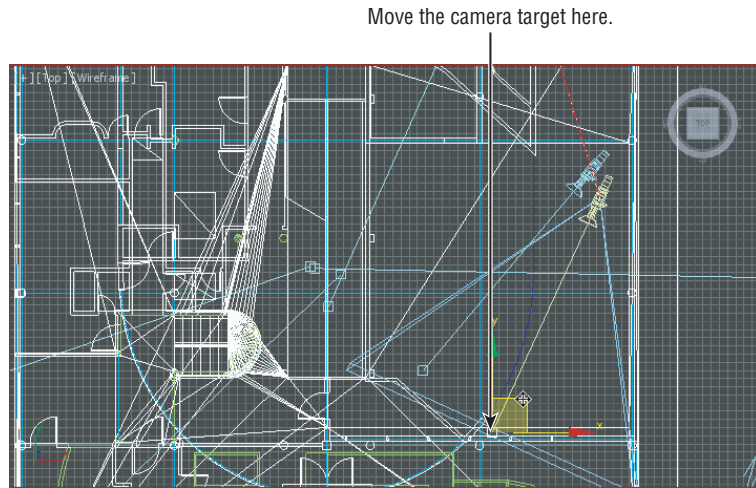 Move the camera target here.
+ ] [ Top ] [ Wireframe ]
TOP
y
x